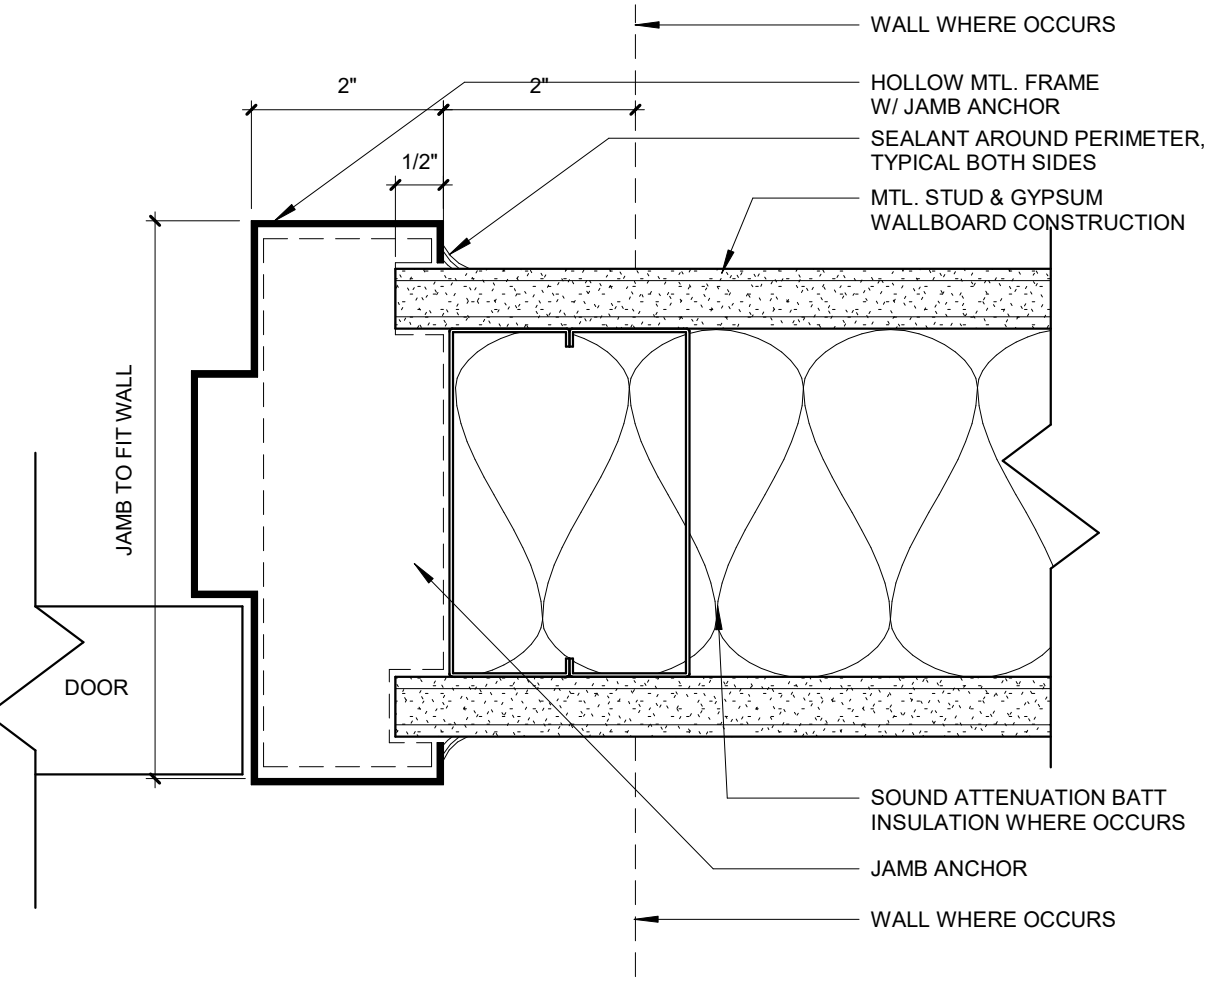 WALL WHERE OCCURS
2"
2"
HOLLOW MTL. FRAME
W/ JAMB ANCHOR
SEALANT AROUND PERIMETER,
TYPICAL BOTH SIDES
1/2"
MTL. STUD & GYPSUM
WALLBOARD CONSTRUCTION
JAMB TO FIT WALL
DOOR
SOUND ATTENUATION BATT
INSULATION WHERE OCCURS
JAMB ANCHOR
WALL WHERE OCCURS